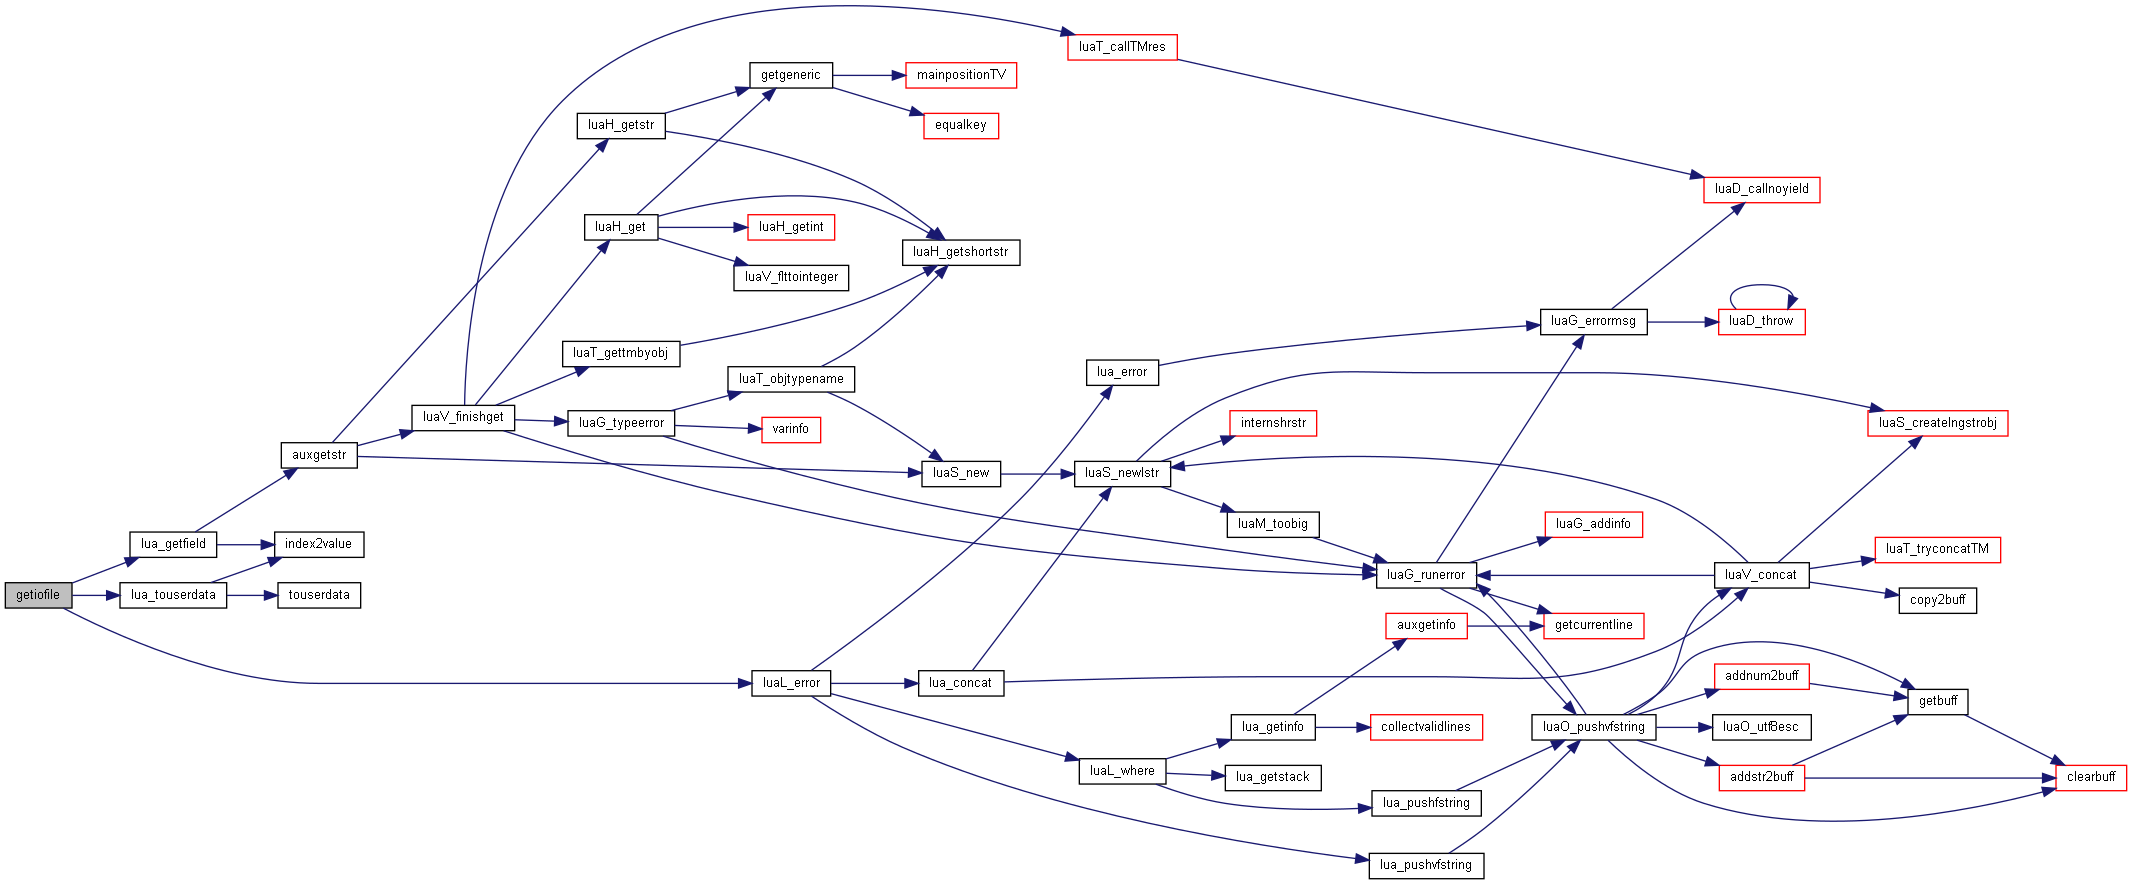 luaT_callTMres
getgeneric
mainpositionTV
luaH_getstr
equalkey
luaD_callnoyield
luaH_get
luaH_getint
luaH_getshortstr
luaV_flttointeger
luaG_errormsg
luaD_throw
luaT_gettmbyobj
luaT_objtypename
lua_error
luaV_finishget
luaG_typeerror
varinfo
internshrstr
luaS_createlngstrobj
auxgetstr
luaS_new
luaS_newlstr
luaM_toobig
luaG_addinfo
lua_getfield
index2value
luaT_tryconcatTM
luaG_runerror
luaV_concat
getiofile
lua_touserdata
touserdata
copy2buff
auxgetinfo
getcurrentline
luaL_error
lua_concat
addnum2buff
getbuff
lua_getinfo
collectvalidlines
luaO_pushvfstring
luaO_utf8esc
luaL_where
lua_getstack
addstr2buff
clearbuff
lua_pushfstring
lua_pushvfstring